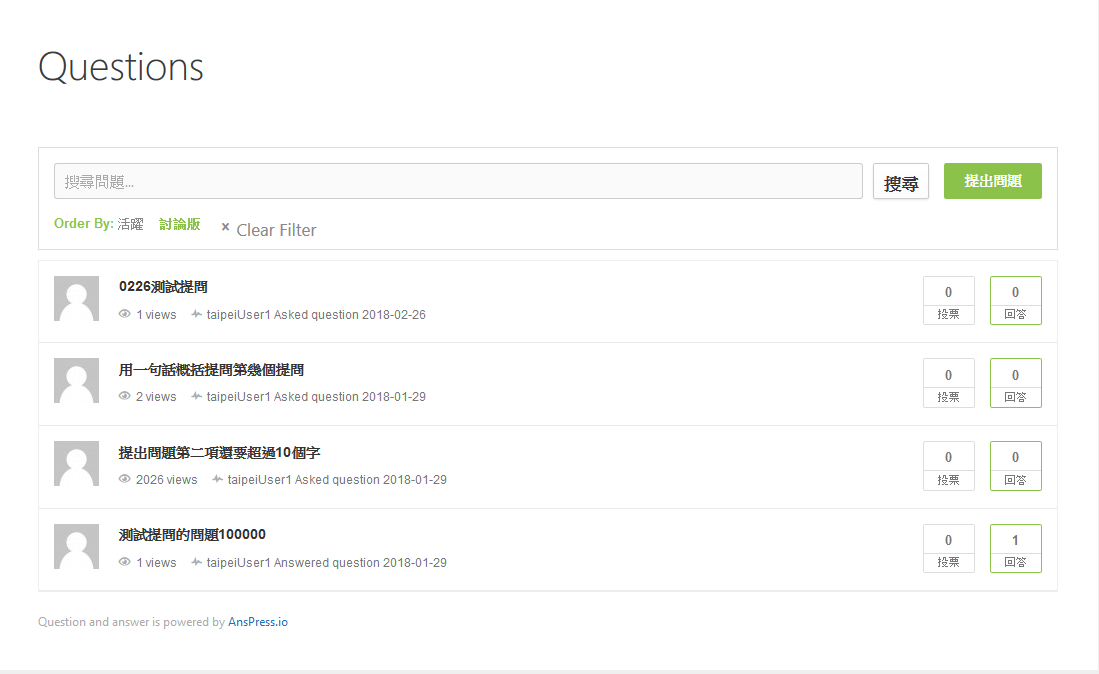 Questions
搜尋問題... 搜尋 提出問題
Order By: 活躍 討論版 × Clear Filter
0226測試提問
1 views taipeiUser1 Asked question 2018-02-26
0 投票 0 回答
用一句話概括提問第幾個提問
2 views taipeiUser1 Asked question 2018-01-29
0 投票 0 回答
提出問題第二項還要超過10個字
2026 views taipeiUser1 Asked question 2018-01-29
0 投票 0 回答
測試提問的問題100000
1 views taipeiUser1 Answered question 2018-01-29
0 投票 1 回答
Question and answer is powered by AnsPress.io